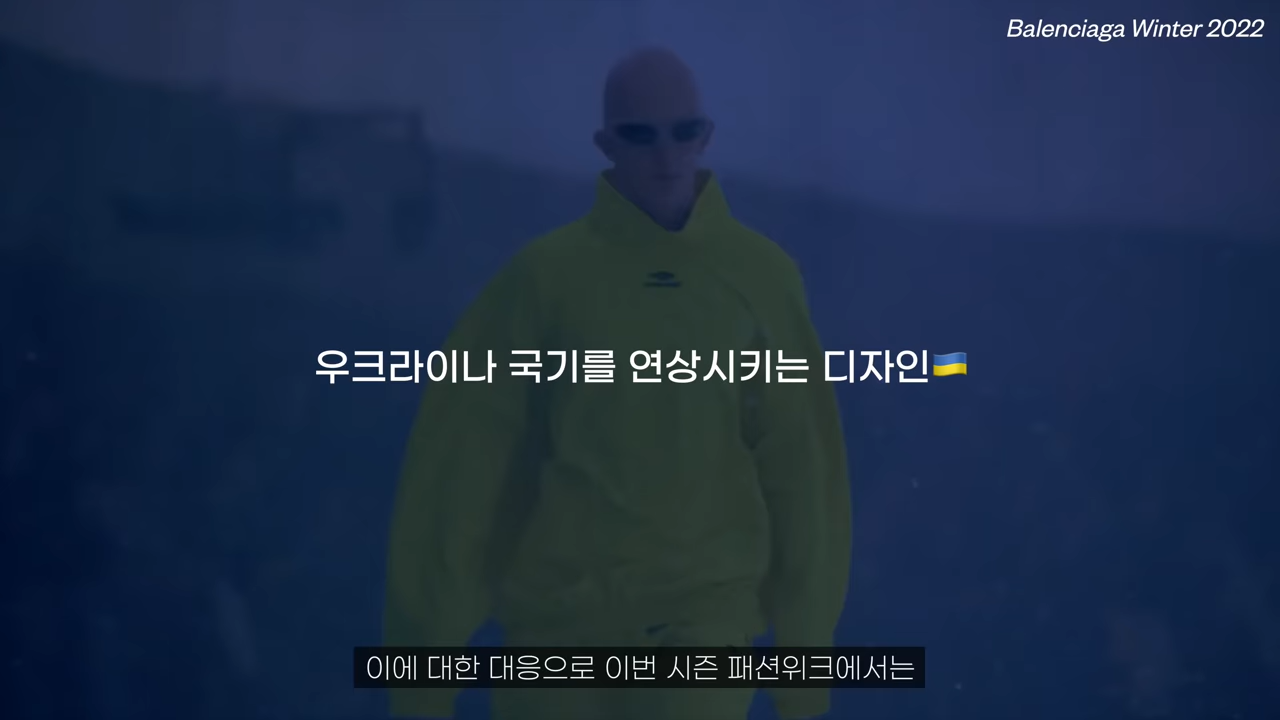 Balenciaga Winter 2022
우크라이나 국기를 연상시키는 디자인🇺🇦
이에 대한 대응으로 이번 시즌 패션위크에서는